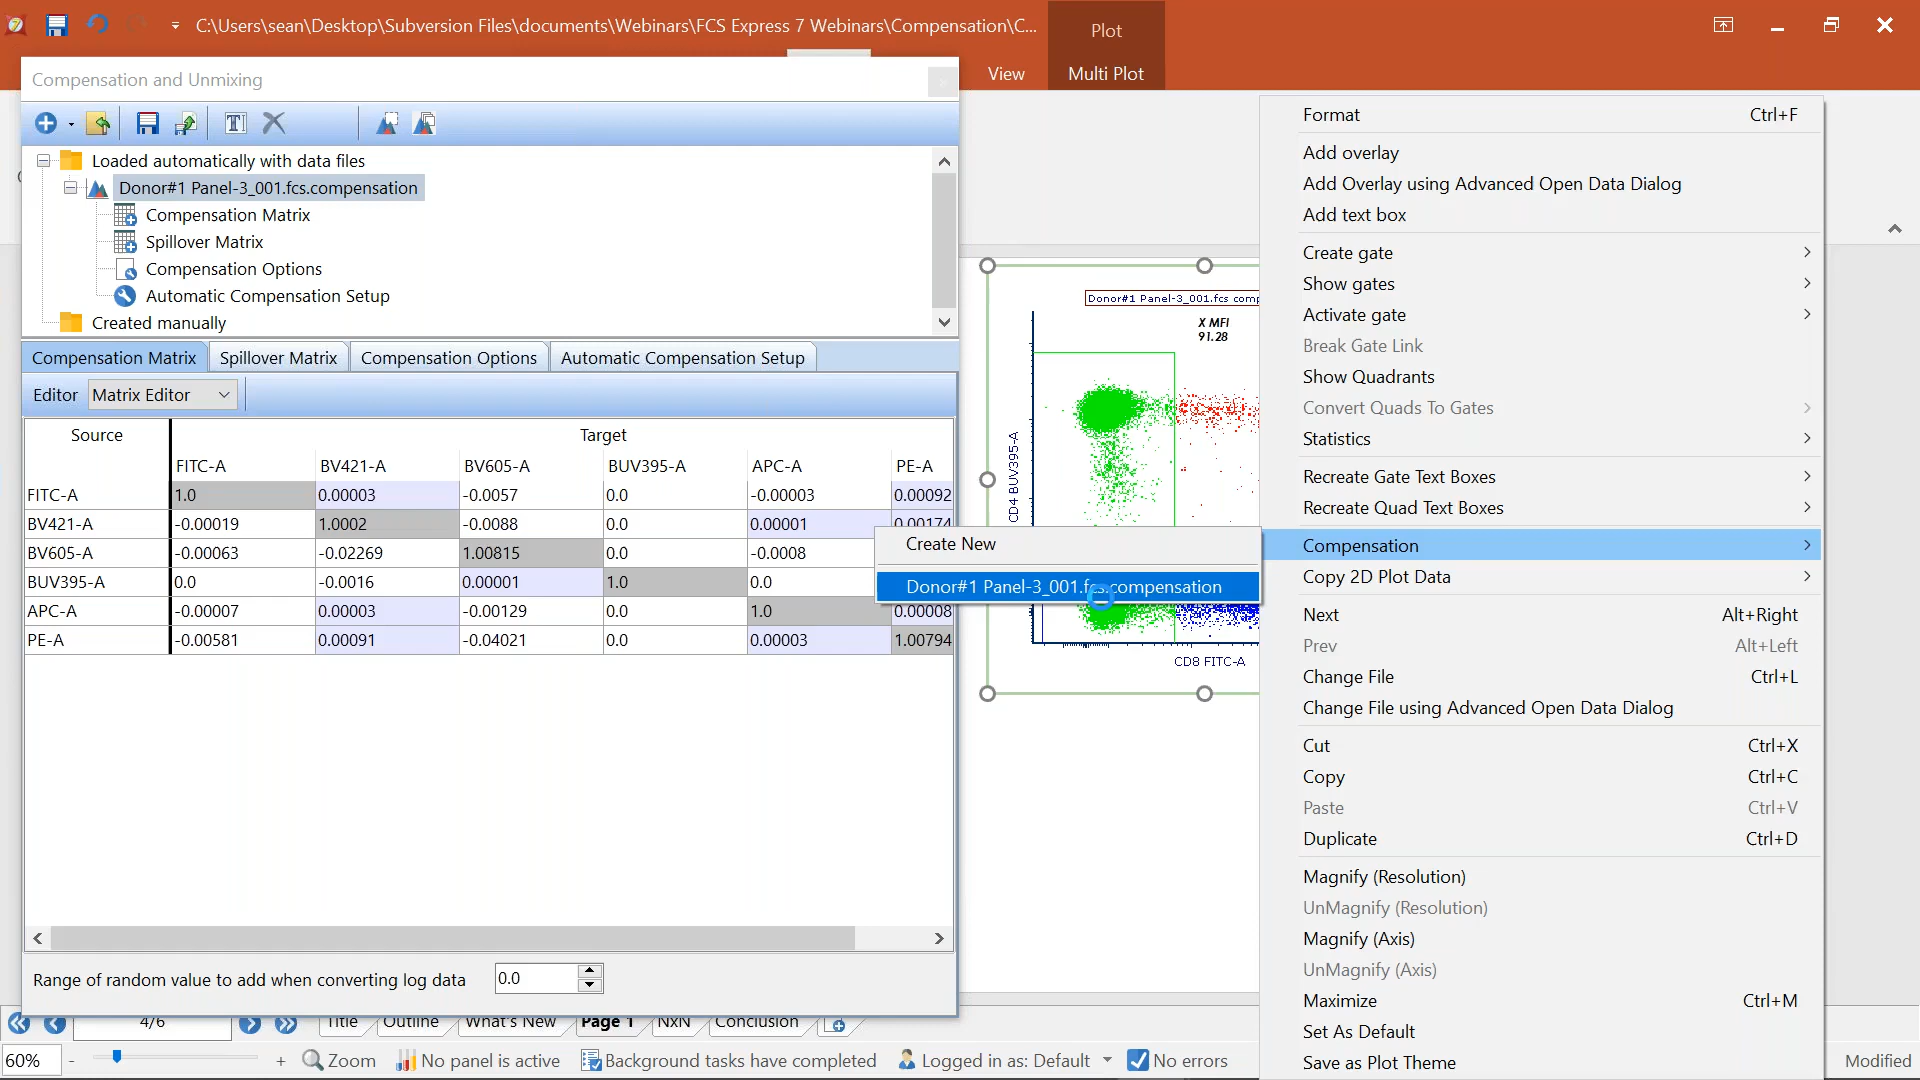 C:\Users\sean\Desktop\Subversion Files\documents\Webinars\FCS Express 7 Webinars\Compensation\C...
Plot
View
Multi Plot
Compensation and Unmixing
Loaded automatically with data files
Donor#1 Panel-3_001.fcs.compensation
Compensation Matrix
Spillover Matrix
Compensation Options
Automatic Compensation Setup
Created manually
Compensation Matrix
Spillover Matrix
Compensation Options
Automatic Compensation Setup
Editor
Matrix Editor
Source
Target
FITC-A BV421-A BV605-A BUV395-A APC-A PE-A
FITC-A 1.0 0.00003 -0.0057 0.0 -0.00003 0.00092
BV421-A -0.00019 1.0002 -0.0088 0.0 0.00001 0.00174
BV605-A -0.00063 -0.02269 1.00815 0.0 -0.0008
BUV395-A 0.0 -0.0016 0.00001 1.0 0.0
APC-A -0.00007 0.00003 -0.00129 0.0 1.0 0.00008
PE-A -0.00581 0.00091 -0.04021 0.0 0.00003 1.00794
Range of random value to add when converting log data 0.0
Donor#1 Panel-3_001.fcs comp
X MFI
91.28
CD4 BUV395-A
CD8 FITC-A
Create New
Donor#1 Panel-3_001.fcs.compensation
Format Ctrl+F
Add overlay
Add Overlay using Advanced Open Data Dialog
Add text box
Create gate
Show gates
Activate gate
Break Gate Link
Show Quadrants
Convert Quads To Gates
Statistics
Recreate Gate Text Boxes
Recreate Quad Text Boxes
Compensation
Copy 2D Plot Data
Next Alt+Right
Prev Alt+Left
Change File Ctrl+L
Change File using Advanced Open Data Dialog
Cut Ctrl+X
Copy Ctrl+C
Paste Ctrl+V
Duplicate Ctrl+D
Magnify (Resolution)
UnMagnify (Resolution)
Magnify (Axis)
UnMagnify (Axis)
Maximize Ctrl+M
Set As Default
Save as Plot Theme
4/6
Title
Outline
What's New
Page 1
NxN
Conclusion
60% - + Zoom
No panel is active
Background tasks have completed
Logged in as: Default
No errors
Modified